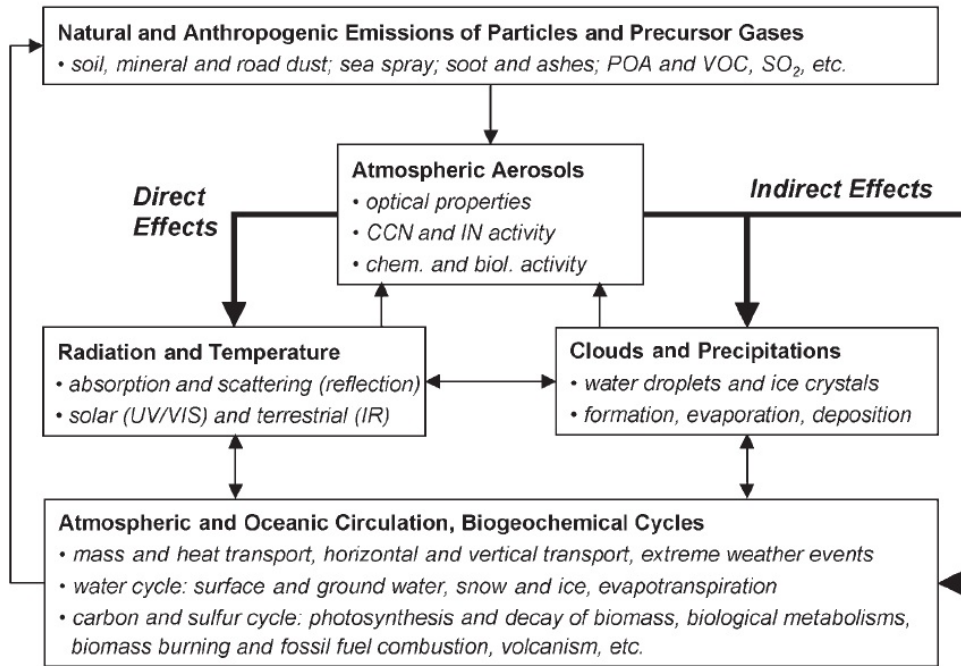 Natural and Anthropogenic Emissions of Particles and Precursor Gases
• soil, mineral and road dust; sea spray; soot and ashes; POA and VOC, SO₂, etc.
Atmospheric Aerosols
• optical properties
• CCN and IN activity
• chem. and biol. activity
Direct
Effects
Indirect Effects
Radiation and Temperature
• absorption and scattering (reflection)
• solar (UV/VIS) and terrestrial (IR)
Clouds and Precipitations
• water droplets and ice crystals
• formation, evaporation, deposition
Atmospheric and Oceanic Circulation, Biogeochemical Cycles
• mass and heat transport, horizontal and vertical transport, extreme weather events
• water cycle: surface and ground water, snow and ice, evapotranspiration
• carbon and sulfur cycle: photosynthesis and decay of biomass, biological metabolisms,
biomass burning and fossil fuel combustion, volcanism, etc.